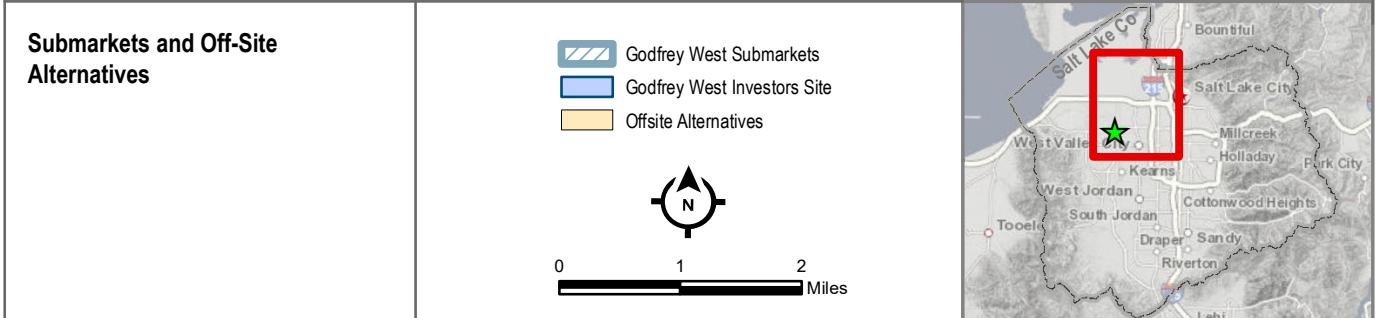 Submarkets and Off-Site
Alternatives
Godfrey West Submarkets
Godfrey West Investors Site
Offsite Alternatives
N
0 1 2
Miles
Salt Lake Co
Bountiful
215
Salt Lake City
West Valley City
Millcreek
Holladay
Park City
Kearns
West Jordan
Cottonwood Heights
South Jordan
Tooele
Draper
Sandy
Riverton
Lehi